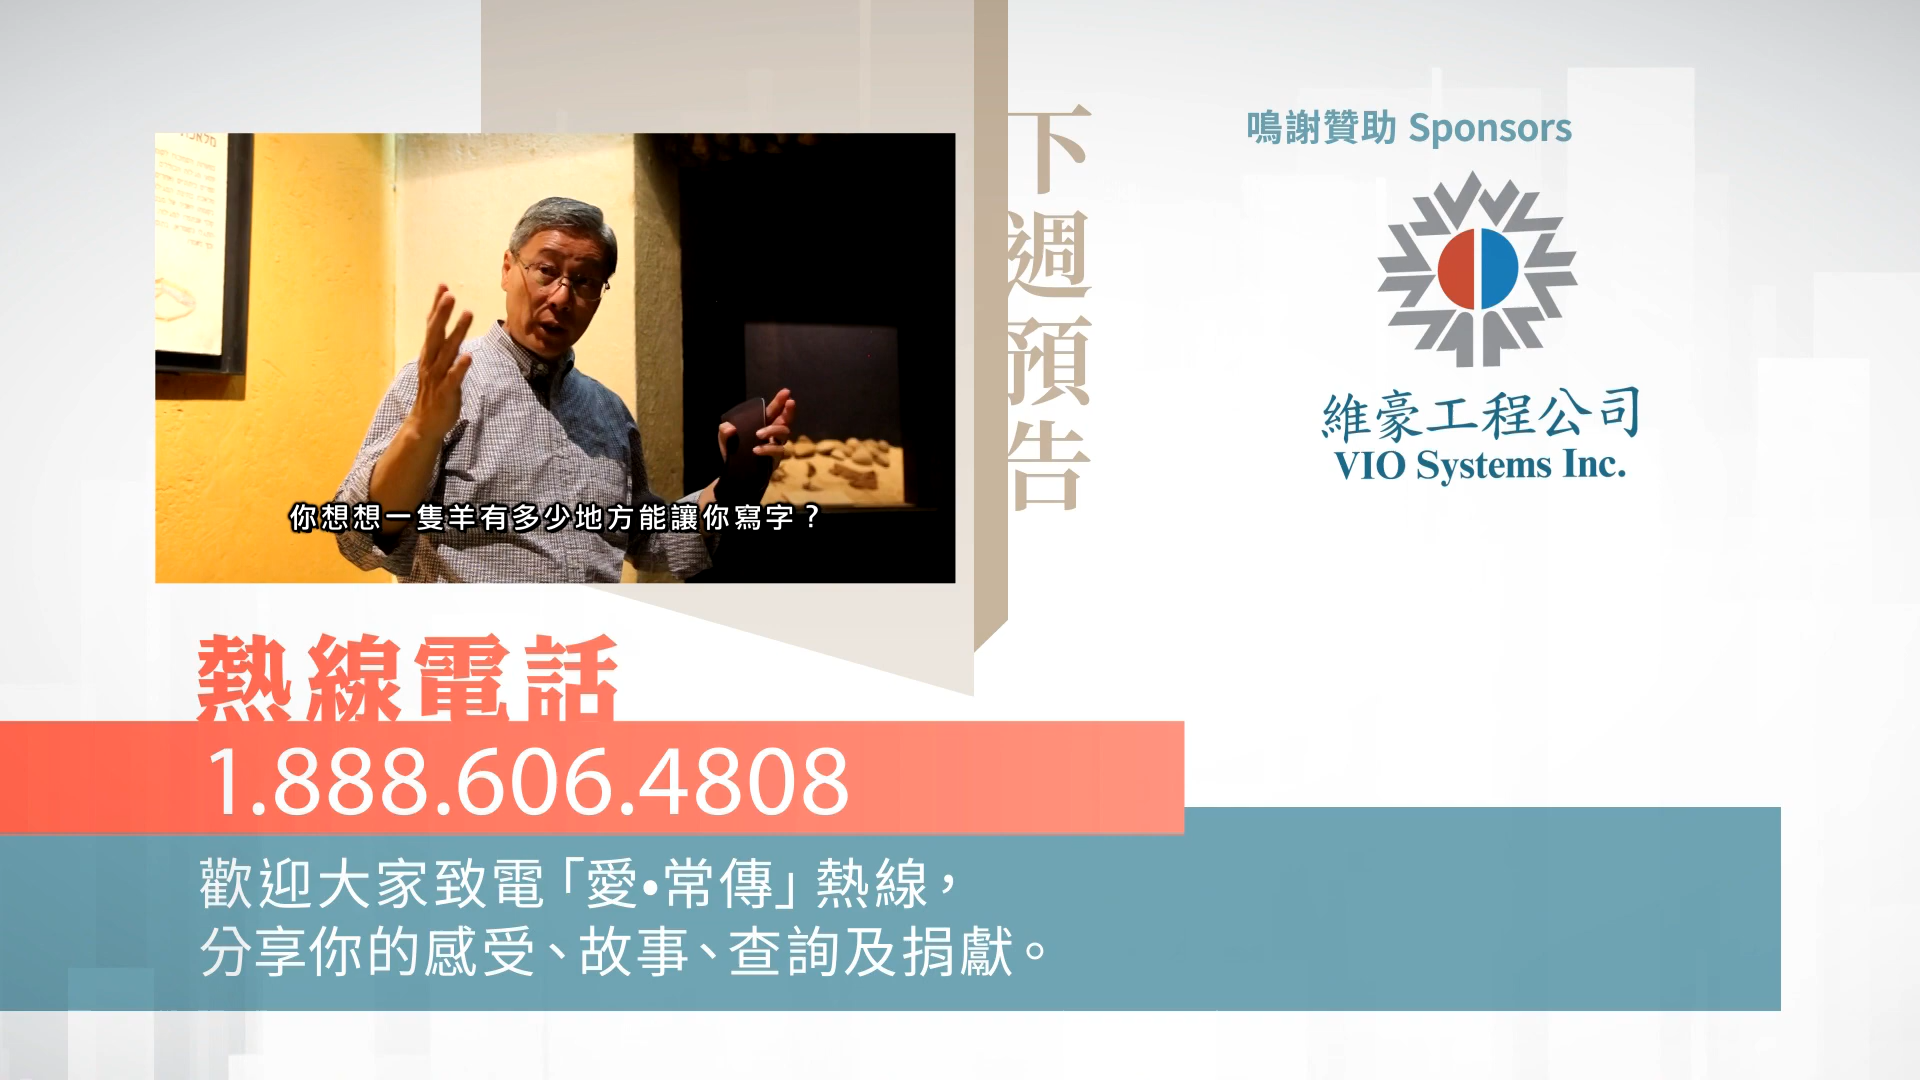 下週預告
鳴謝贊助 Sponsors
維豪工程公司
VIO Systems Inc.
你想想一隻羊有多少地方能讓你寫字？
熱線電話
1.888.606.4808
歡迎大家致電「愛•常傳」熱線，
分享你的感受、故事、查詢及捐獻。